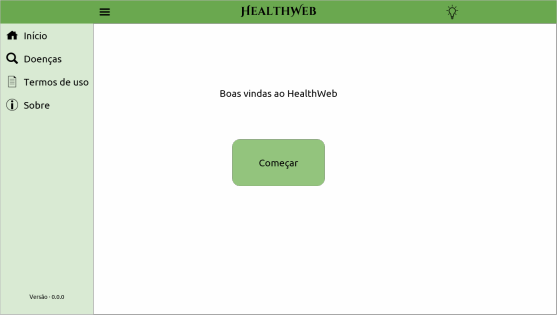 HealthWeb
Início
Doenças
Termos de uso
Sobre
Boas vindas ao HealthWeb
Começar
Versão - 0.0.0